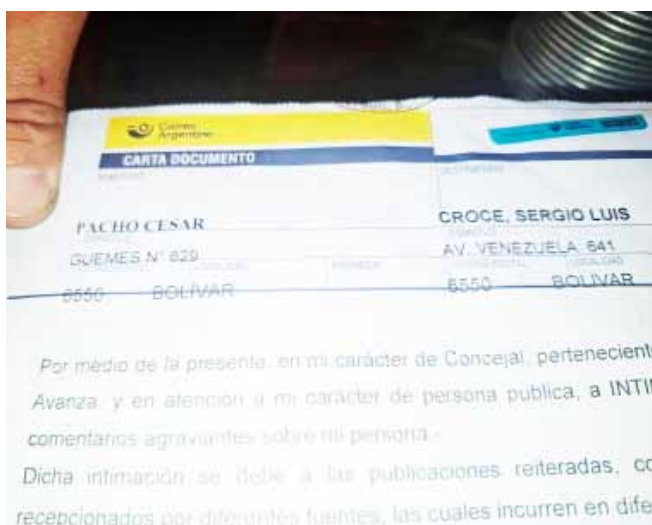 Correo
Argentino
CARTA DOCUMENTO
PACHO CESAR
CROCE, SERGIO LUIS
GUEMES N° 629
AV. VENEZUELA 641
6550 BOLÍVAR
6550 BOLIVAR
Por medio de la presente, en mi carácter de Concejal, perteneciente
Avanza, y en atención a mi carácter de persona publica, a INTI
comentarios agraviantes sobre mi persona.-
Dicha intimación se debe a las publicaciones reiteradas, co
recepcionados por diferentes fuentes, las cuales incurren en dife